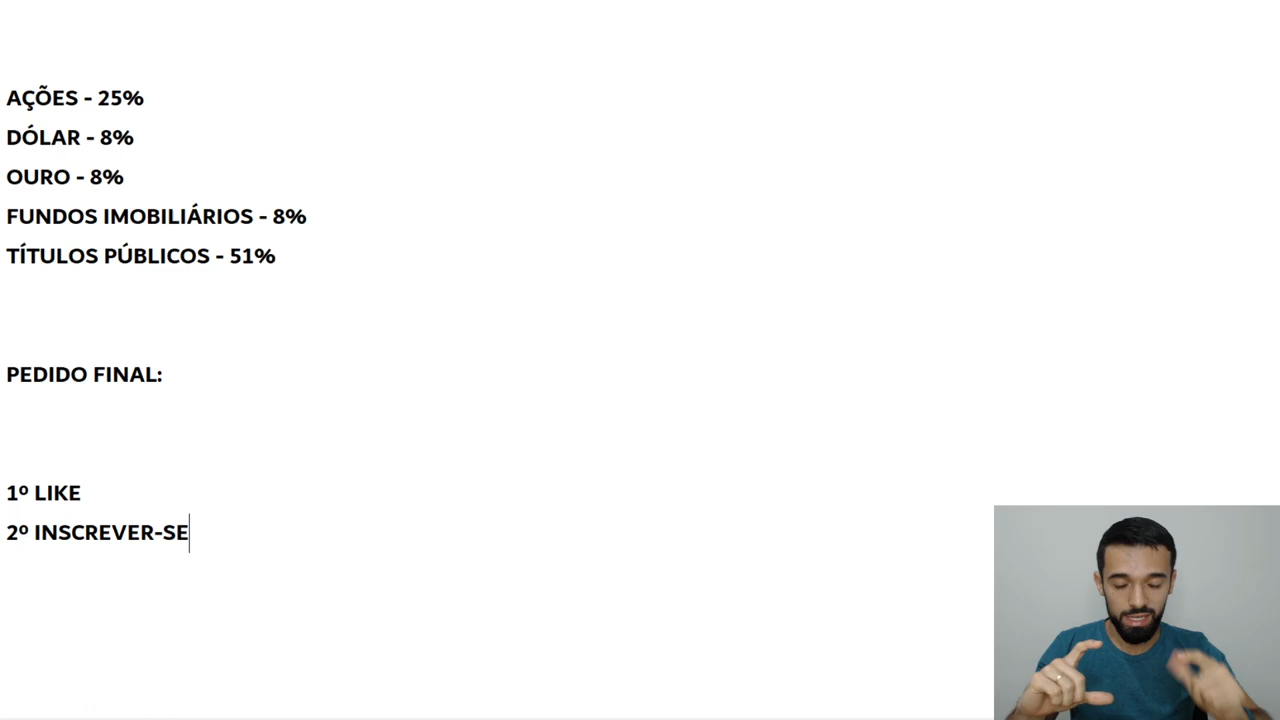 AÇÕES - 25%
DÓLAR - 8%
OURO - 8%
FUNDOS IMOBILIÁRIOS - 8%
TÍTULOS PÚBLICOS - 51%
PEDIDO FINAL:
1º LIKE
2º INSCREVER-SE